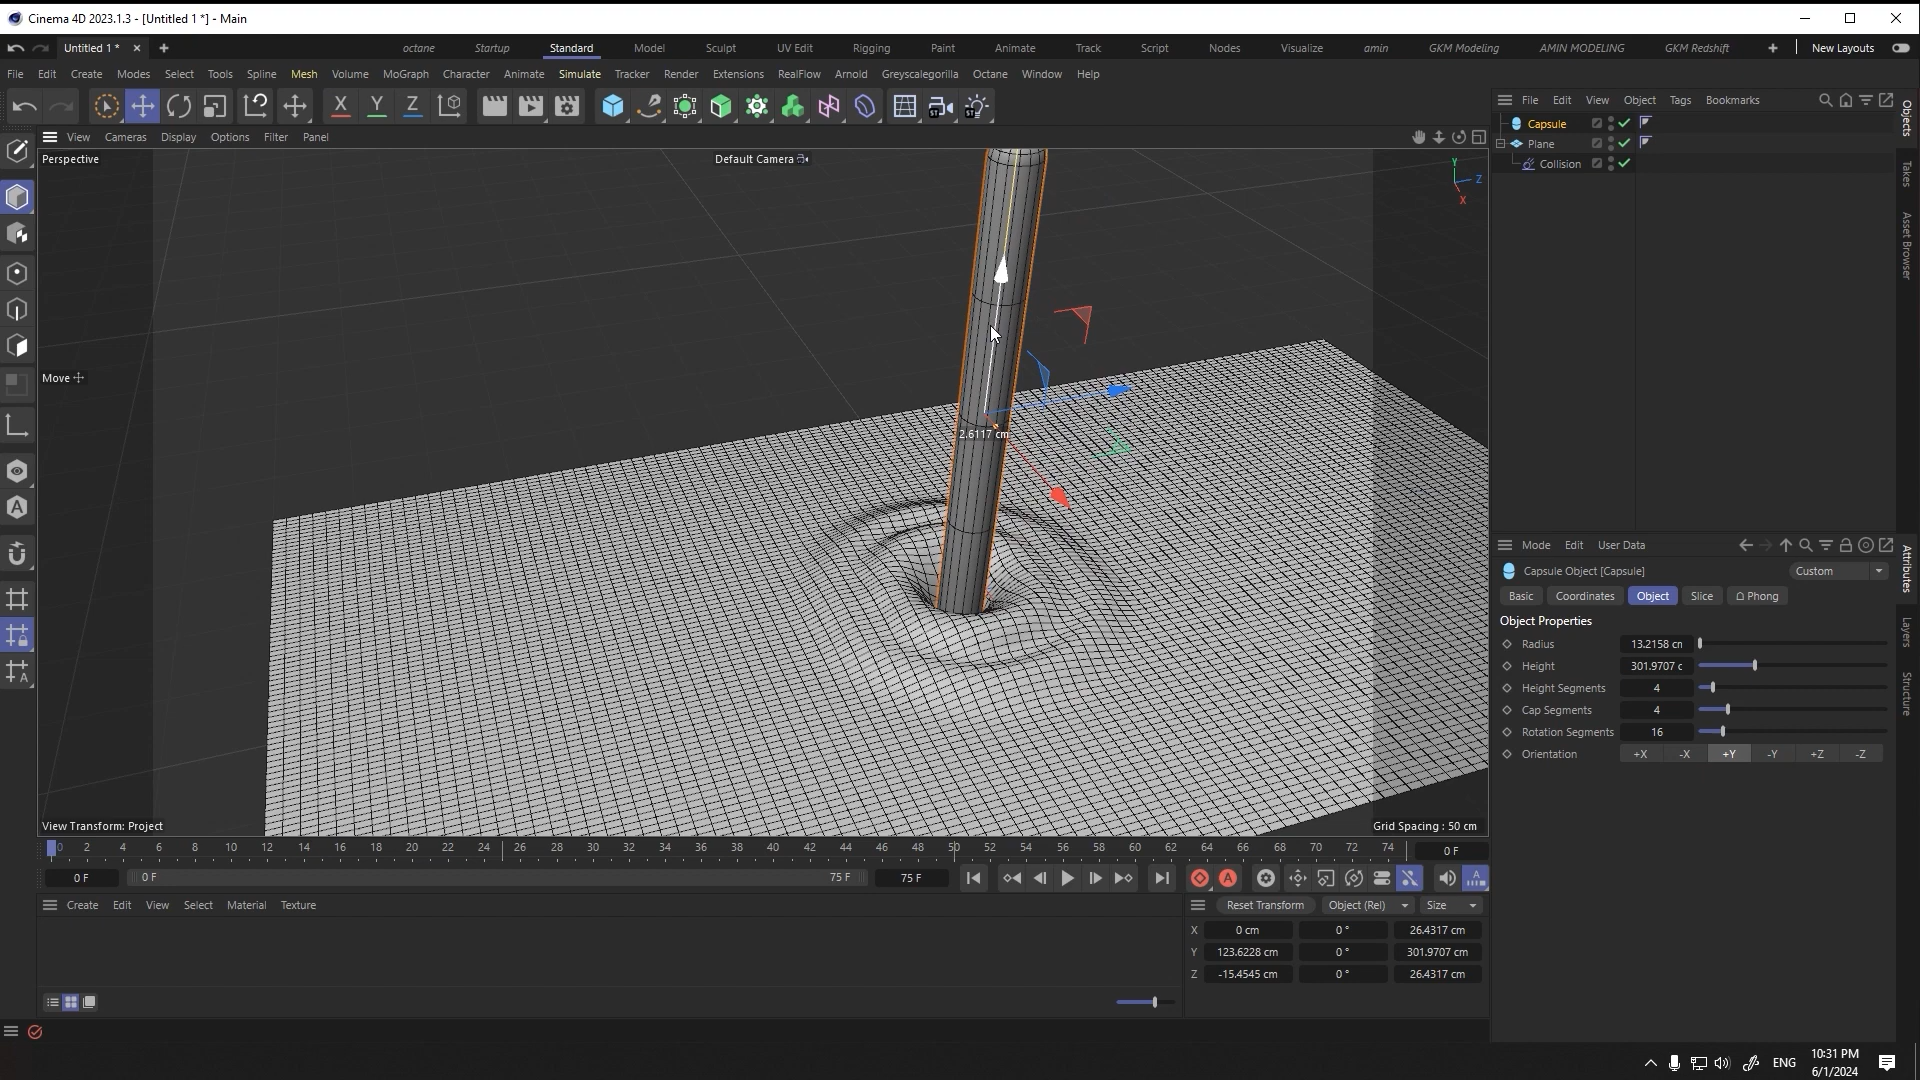 Cinema 4D 2023.1.3 - [Untitled 1 *] - Main
Untitled 1 *
octane
Startup
Standard
Model
Sculpt
UV Edit
Rigging
Paint
Animate
Track
Script
Nodes
Visualize
amin
GKM Modeling
AMIN MODELING
GKM Redshift
New Layouts
File
Edit
Create
Modes
Select
Tools
Spline
Mesh
Volume
MoGraph
Character
Animate
Simulate
Tracker
Render
Extensions
RealFlow
Arnold
Greyscalegorilla
Octane
Window
Help
X
Y
Z
ST
ST
File
Edit
View
Object
Tags
Bookmarks
View
Cameras
Display
Options
Filter
Panel
Perspective
Default Camera
Y
Z
X
Capsule
Plane
Collision
Objects
Takes
Asset Browser
Move
2.6117 cm
Mode
Edit
User Data
Capsule Object [Capsule]
Custom
Basic
Coordinates
Object
Slice
Phong
Object Properties
Radius
13.2158 cn
Height
301.9707 c
Height Segments
4
Cap Segments
4
Rotation Segments
16
Orientation
+X
-X
+Y
-Y
+Z
-Z
Attributes
Layers
Structure
View Transform: Project
Grid Spacing : 50 cm
0 2 4 6 8 10 12 14 16 18 20 22 24 26 28 30 32 34 36 38 40 42 44 46 48 50 52 54 56 58 60 62 64 66 68 70 72 74
0 F
0 F
0 F
75 F
75 F
Create
Edit
View
Select
Material
Texture
Reset Transform
Object (Rel)
Size
X
0 cm
0 °
26.4317 cm
Y
123.6228 cm
0 °
301.9707 cm
Z
-15.4545 cm
0 °
26.4317 cm
ENG
10:31 PM
6/1/2024